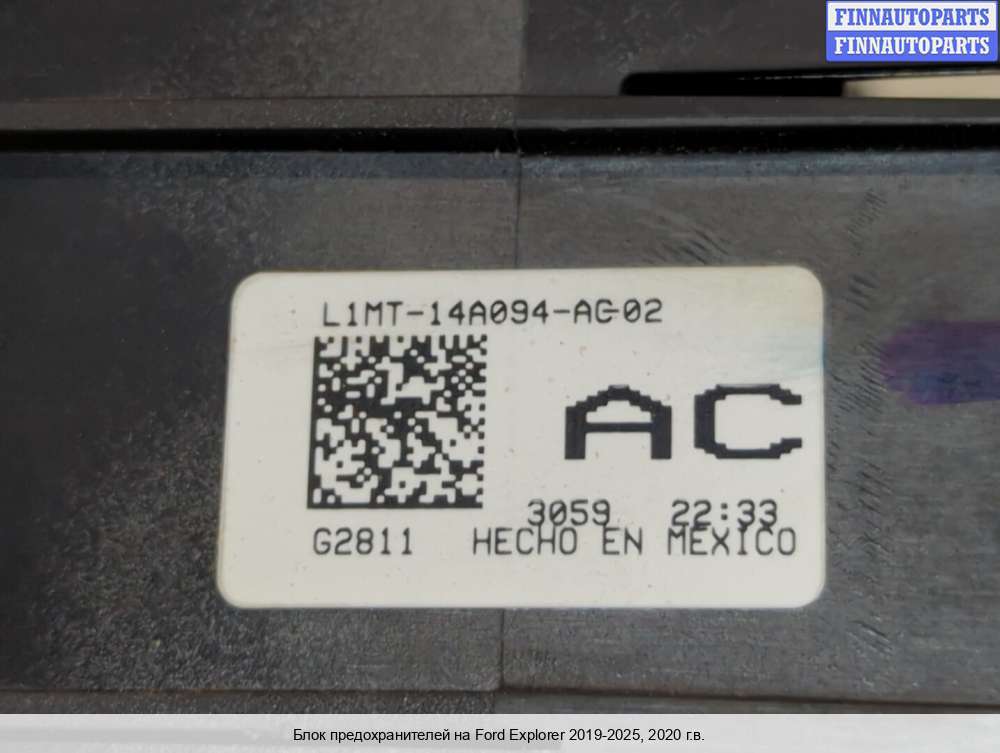 FINNAUTOPARTS
FINNAUTOPARTS
L1MT-14A094-AC-02
AC
3059 22:33
G2811 HECHO EN MEXICO
Блок предохранителей на Ford Explorer 2019-2025, 2020 г.в.